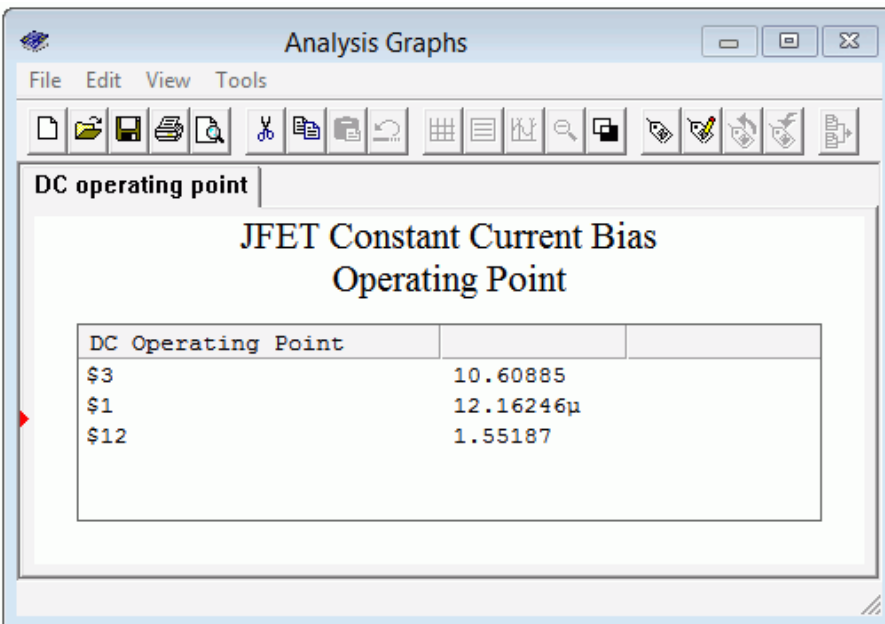 Analysis Graphs
File Edit View Tools
DC operating point
JFET Constant Current Bias
Operating Point
DC Operating Point
$3 10.60885
$1 12.16246µ
$12 1.55187